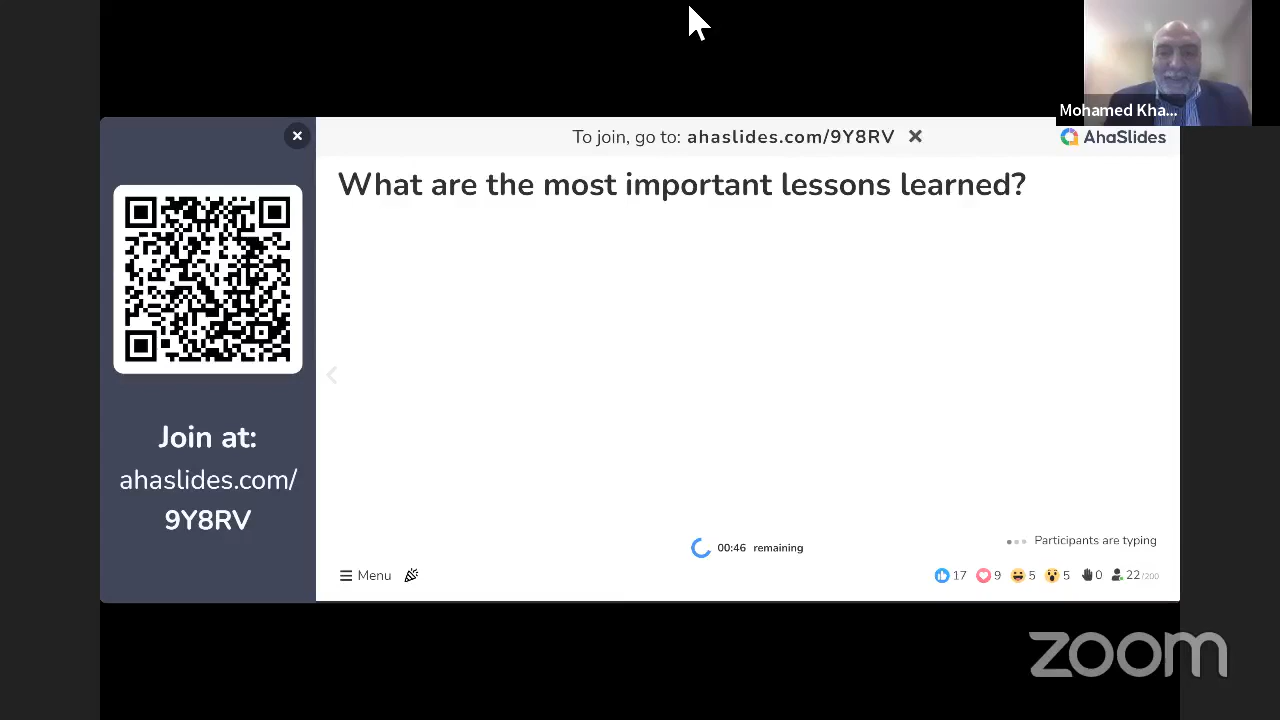 Mohamed Kha...
To join, go to: ahaslides.com/9Y8RV
AhaSlides
What are the most important lessons learned?
Join at:
ahaslides.com/
9Y8RV
00:46 remaining
Participants are typing
Menu
17 9 5 5 0 22/200
zoom